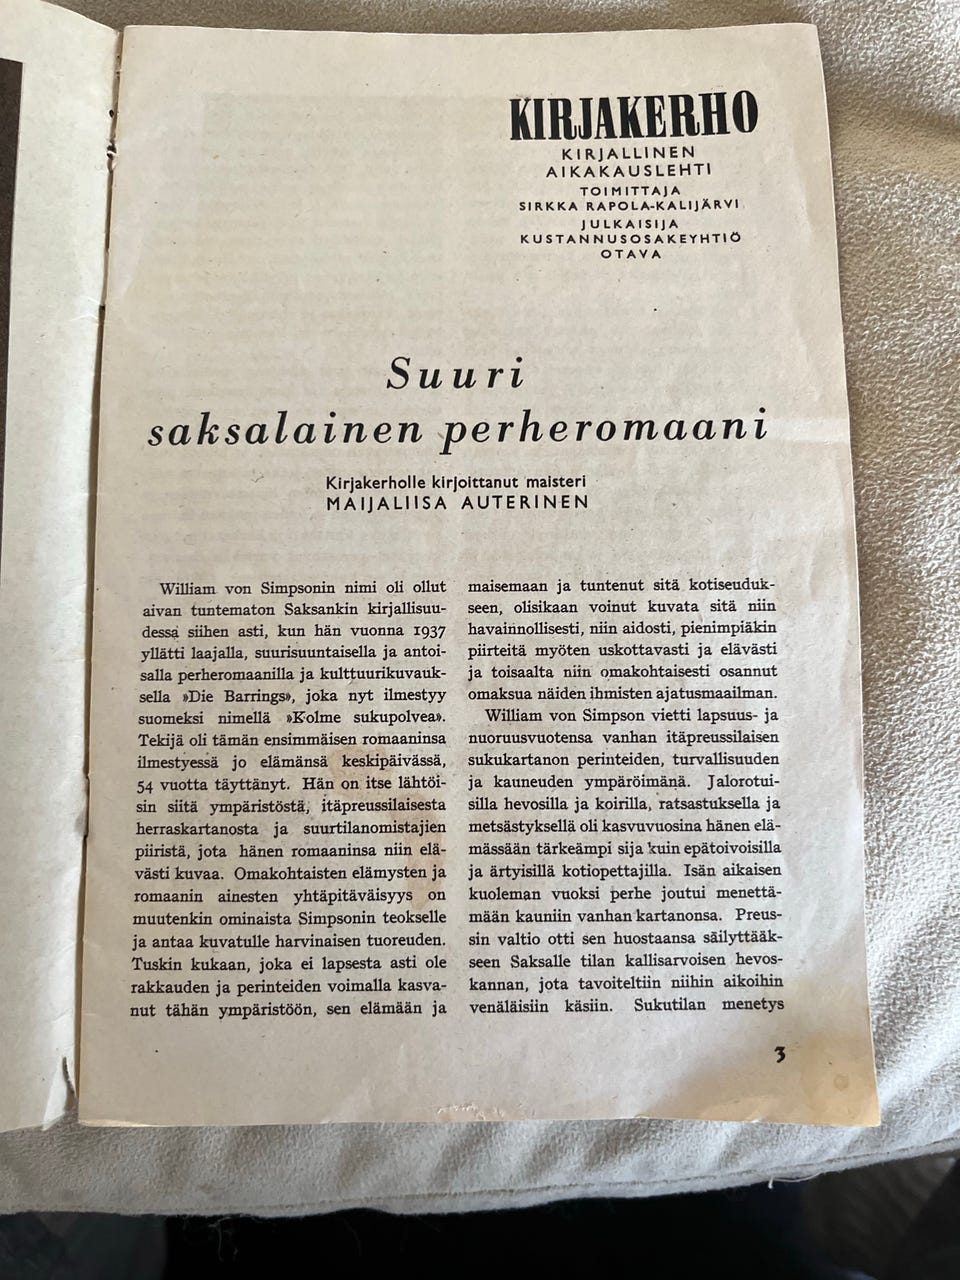 KIRJAKERHO
KIRJALLINEN
AIKAKAUSLEHTI
TOIMITTAJA
SIRKKA RAPOLA-KALIJÄRVI
JULKAISIJA
KUSTANNUSOSAKEYHTIÖ
OTAVA
Suuri
saksalainen perheromaani
Kirjakerholle kirjoittanut maisteri
MAIJALIISA AUTERINEN
William von Simpsonin nimi oli ollut
aivan tuntematon Saksankin kirjallisuu-
dessa siihen asti, kun hän vuonna 1937
yllätti laajalla, suurisuuntaisella ja antoi-
salla perheromaanilla ja kulttuurikuvauk-
sella »Die Barrings», joka nyt ilmestyy
suomeksi nimellä »Kolme sukupolvea».
Tekijä oli tämän ensimmäisen romaaninsa
ilmestyessä jo elämänsä keskipäivässä,
54 vuotta täyttänyt. Hän on itse lähtöi-
sin siitä ympäristöstä, itäpreussilaisesta
herraskartanosta ja suurtilanomistajien
piiristä, jota hänen romaaninsa niin elä-
västi kuvaa. Omakohtaisten elämysten ja
romaanin ainesten yhtäpitäväisyys on
muutenkin ominaista Simpsonin teokselle
ja antaa kuvatulle harvinaisen tuoreuden.
Tuskin kukaan, joka ei lapsesta asti ole
rakkauden ja perinteiden voimalla kasva-
nut tähän ympäristöön, sen elämään ja
maisemaan ja tuntenut sitä kotiseuduk-
seen, olisikaan voinut kuvata sitä niin
havainnollisesti, niin aidosti, pienimpiäkin
piirteitä myöten uskottavasti ja elävästi
ja toisaalta niin omakohtaisesti osannut
omaksua näiden ihmisten ajatusmaailman.
William von Simpson vietti lapsuus- ja
nuoruusvuotensa vanhan itäpreussilaisen
sukukartanon perinteiden, turvallisuuden
ja kauneuden ympäröimänä. Jalorotui-
silla hevosilla ja koirilla, ratsastuksella ja
metsästyksellä oli kasvuvuosina hänen elä-
mässään tärkeämpi sija kuin epätoivoisilla
ja ärtyisillä kotiopettajilla. Isän aikaisen
kuoleman vuoksi perhe joutui menettä-
mään kauniin vanhan kartanonsa. Preus-
sin valtio otti sen huostaansa säilyttääk-
seen Saksalle tilan kallisarvoisen hevos-
kannan, jota tavoiteltiin niihin aikoihin
venäläisiin käsiin. Sukutilan menetys
3